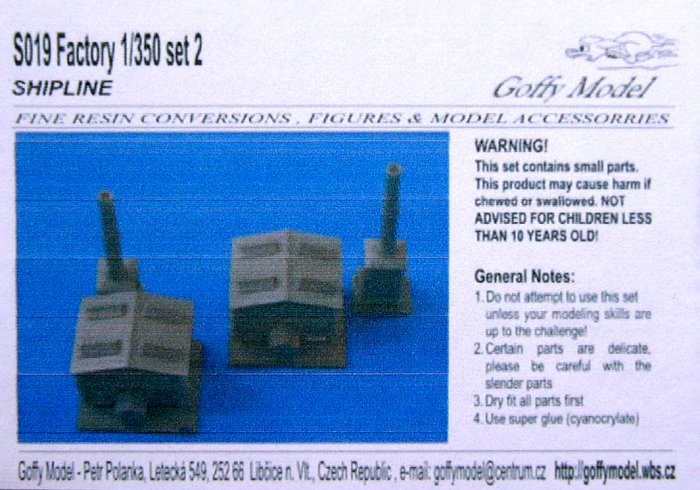 S019 Factory 1/350 set 2
SHIPLINE
Goffy Model
FINE RESIN CONVERSIONS , FIGURES & MODEL ACCESSORRIES
WARNING!
This set contains small parts.
This product may cause harm if
chewed or swallowed. NOT
ADVISED FOR CHILDREN LESS
THAN 10 YEARS OLD!
General Notes:
1. Do not attempt to use this set
unless your modeling skills are
up to the challenge!
2. Certain parts are delicate,
please be careful with the
slender parts
3. Dry fit all parts first
4. Use super glue (cyanocrylate)
Goffy Model - Petr Polanka, Letecká 549, 252 66 Libčice n. Vlt., Czech Republic , e-mail: goffymodel@centrum.cz http://goffymodel.wbs.cz